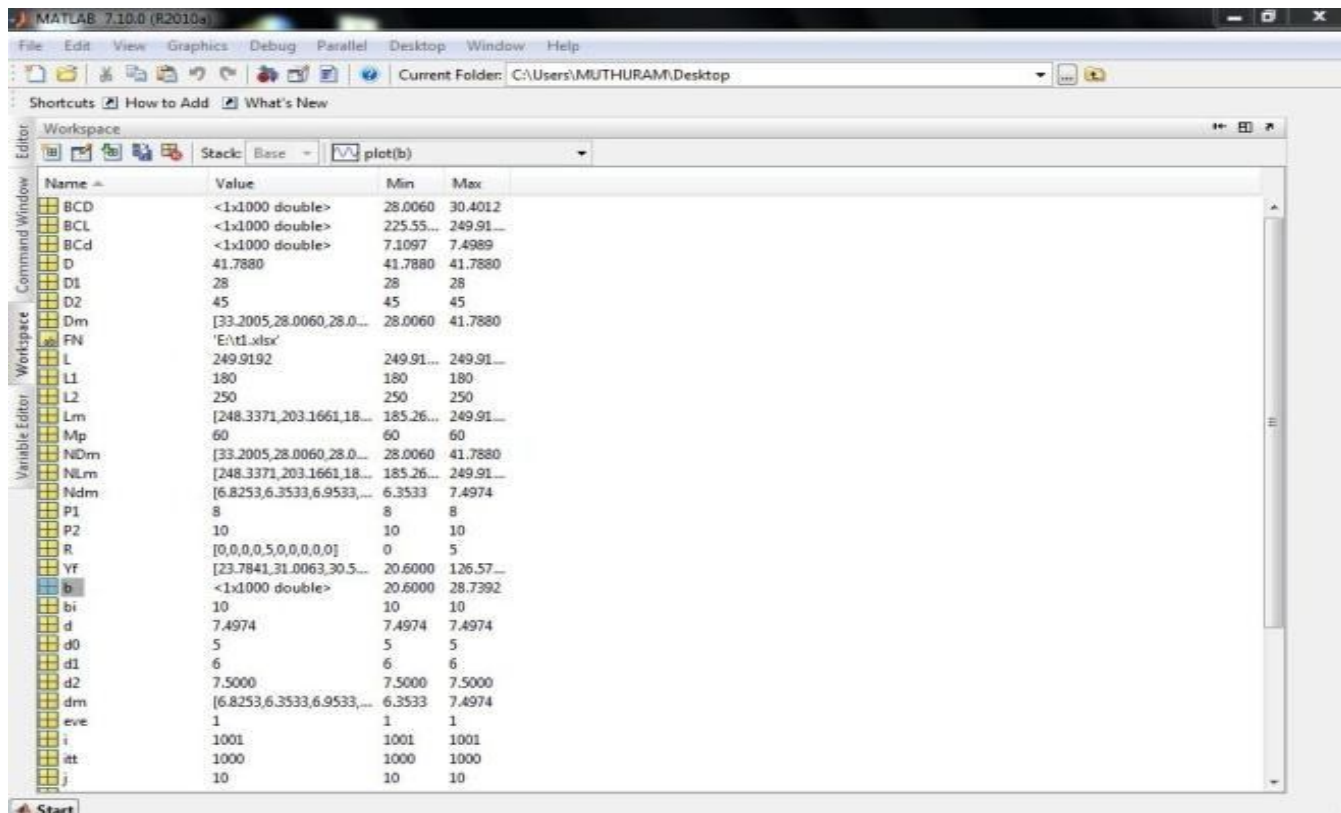 MATLAB 7.10.0 (R2010a)
File Edit View Graphics Debug Parallel Desktop Window Help
Current Folder: C:\Users\MUTHURAM\Desktop
Shortcuts How to Add What's New
Editor
Command Window
Workspace
Variable Editor
Workspace
Stack: Base plot(b)
Name Value Min Max
BCD <1x1000 double> 28.0060 30.4012
BCL <1x1000 double> 225.55... 249.91...
BCd <1x1000 double> 7.1097 7.4989
D 41.7880 41.7880 41.7880
D1 28 28 28
D2 45 45 45
Dm [33.2005,28.0060,28.0... 28.0060 41.7880
FN 'E:\t1.xlsx'
L 249.9192 249.91... 249.91...
L1 180 180 180
L2 250 250 250
Lm [248.3371,203.1661,18... 185.26... 249.91...
Mp 60 60 60
NDm [33.2005,28.0060,28.0... 28.0060 41.7880
NLm [248.3371,203.1661,18... 185.26... 249.91...
Ndm [6.8253,6.3533,6.9533,... 6.3533 7.4974
P1 8 8 8
P2 10 10 10
R [0,0,0,0,5,0,0,0,0,0] 0 5
Yf [23.7841,31.0063,30.5... 20.6000 126.57...
b <1x1000 double> 20.6000 28.7392
bi 10 10 10
d 7.4974 7.4974 7.4974
d0 5 5 5
d1 6 6 6
d2 7.5000 7.5000 7.5000
dm [6.8253,6.3533,6.9533,... 6.3533 7.4974
eve 1 1 1
i 1001 1001 1001
itt 1000 1000 1000
j 10 10 10
Start